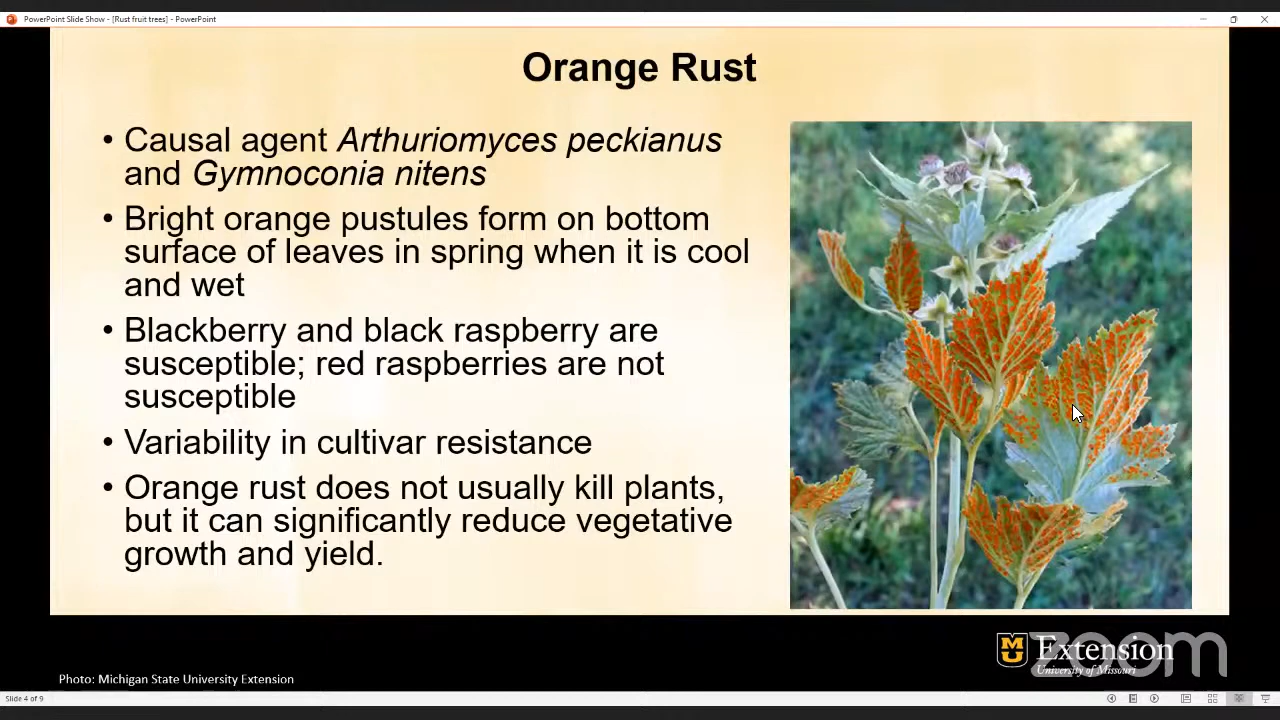 PowerPoint Slide Show - [Rust fruit trees] - PowerPoint
Orange Rust
• Causal agent Arthuriomyces peckianus
and Gymnoconia nitens
• Bright orange pustules form on bottom
surface of leaves in spring when it is cool
and wet
• Blackberry and black raspberry are
susceptible; red raspberries are not
susceptible
• Variability in cultivar resistance
• Orange rust does not usually kill plants,
but it can significantly reduce vegetative
growth and yield.
MU
Extension
University of Missouri
zoom
Photo: Michigan State University Extension
Slide 4 of 9